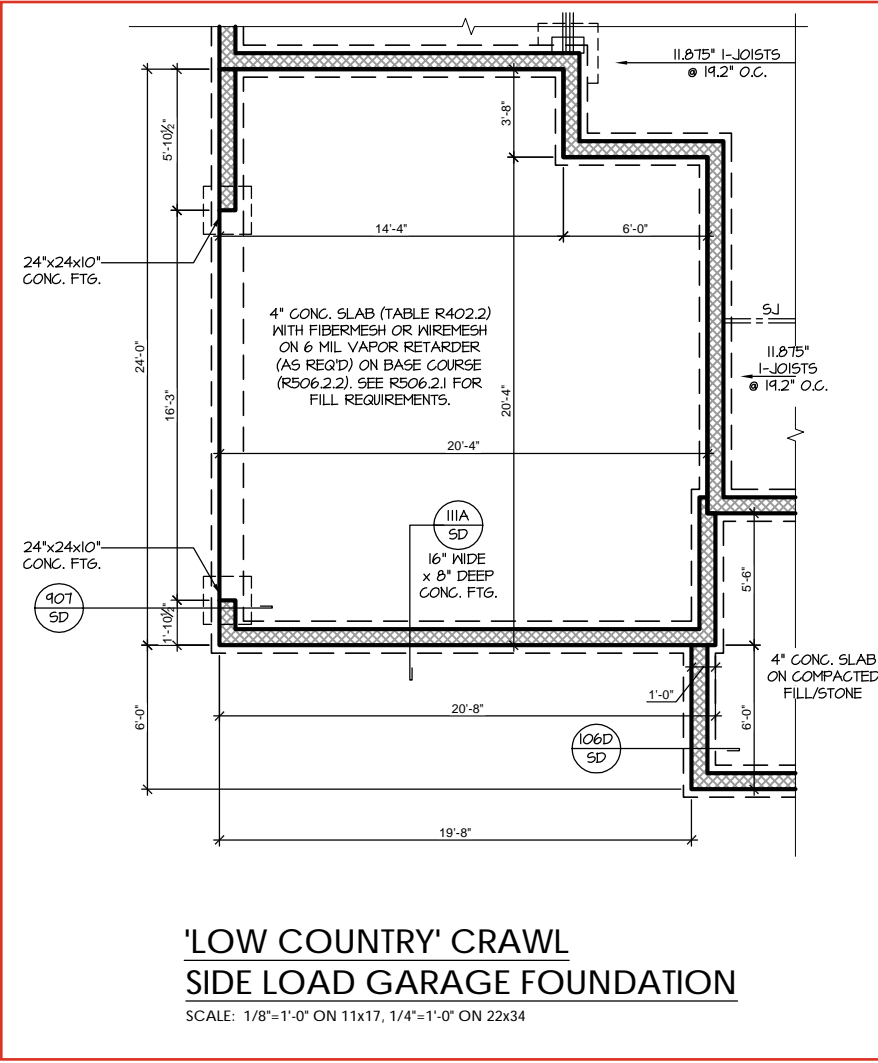 11.875" I-JOISTS
@ 19.2" O.C.
5'-10½"
3'-8"
14'-4"
6'-0"
24"x24x10"
CONC. FTG.
4" CONC. SLAB (TABLE R402.2)
WITH FIBERMESH OR WIREMESH
ON 6 MIL VAPOR RETARDER
(AS REQ'D) ON BASE COURSE
(R506.2.2). SEE R506.2.1 FOR
FILL REQUIREMENTS.
SJ
11.875"
I-JOISTS
@ 19.2" O.C.
24'-0"
16'-3"
20'-4"
20'-4"
111A
SD
16" WIDE
x 8" DEEP
CONC. FTG.
24"x24x10"
CONC. FTG.
907
SD
1'-10½"
5'-6"
4" CONC. SLAB
ON COMPACTED
FILL/STONE
1'-0"
6'-0"
20'-8"
6'-0"
106D
SD
19'-8"
'LOW COUNTRY' CRAWL
SIDE LOAD GARAGE FOUNDATION
SCALE: 1/8"=1'-0" ON 11x17, 1/4"=1'-0" ON 22x34